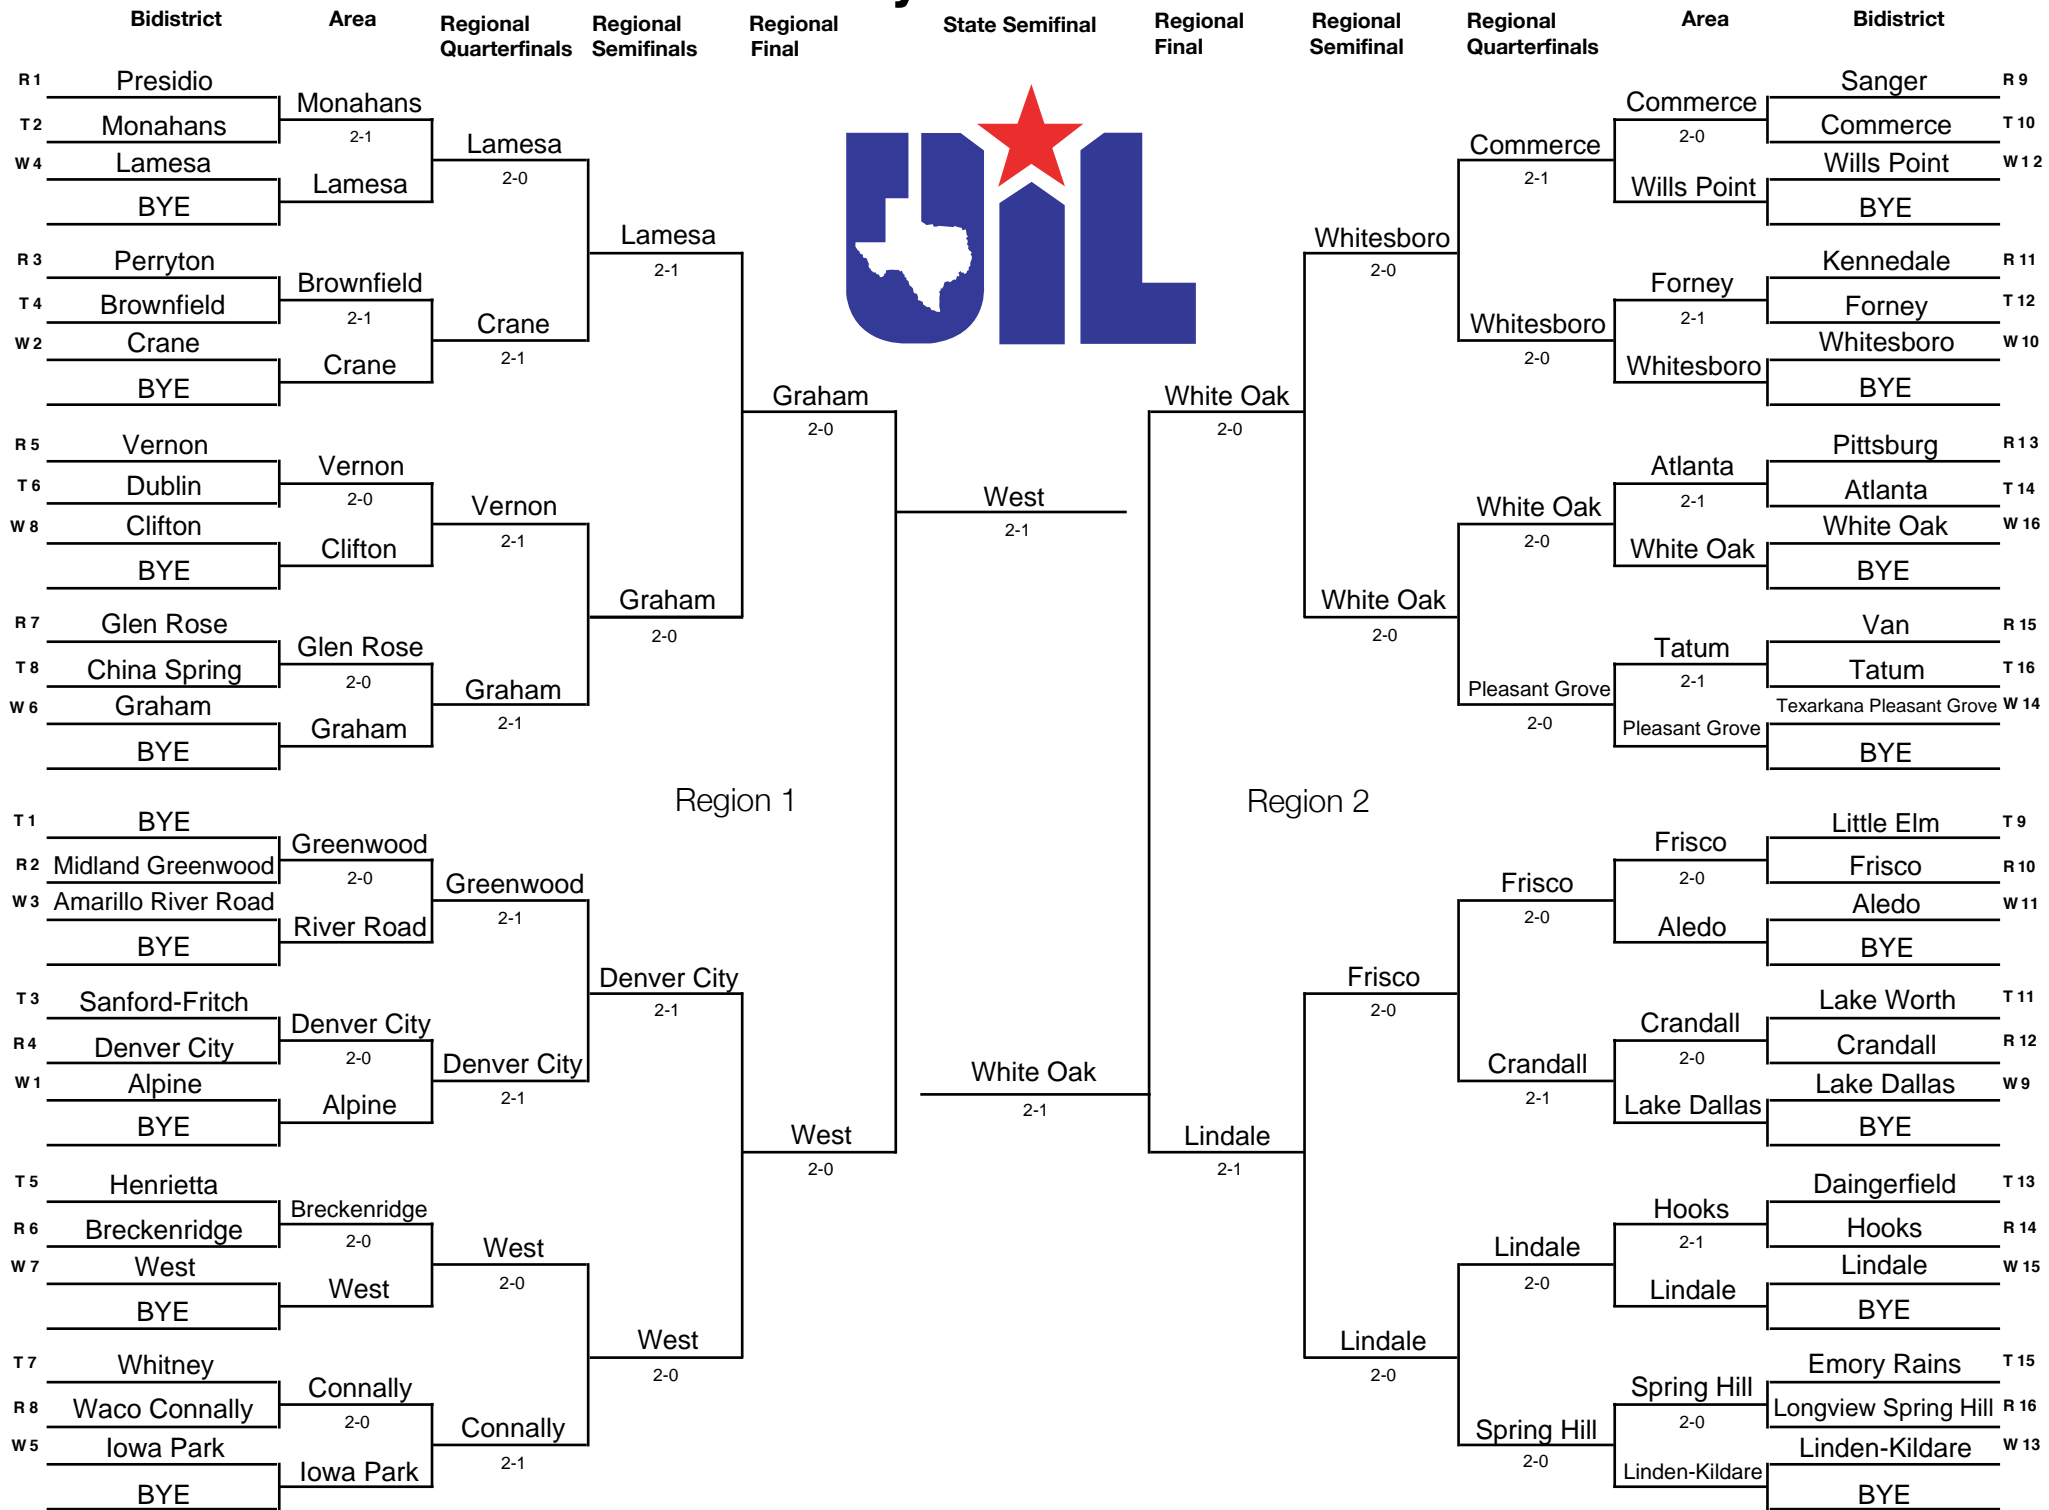 Bidistrict
Area
Regional Quarterfinals
Regional Semifinals
Regional Final
State Semifinal
Regional Final
Regional Semifinal
Regional Quarterfinals
Area
Bidistrict
R 1 Presidio
T 2 Monahans
W 4 Lamesa
BYE
R 3 Perryton
T 4 Brownfield
W 2 Crane
BYE
R 5 Vernon
T 6 Dublin
W 8 Clifton
BYE
R 7 Glen Rose
T 8 China Spring
W 6 Graham
BYE
T 1 BYE
R 2 Midland Greenwood
W 3 Amarillo River Road
BYE
T 3 Sanford-Fritch
R 4 Denver City
W 1 Alpine
BYE
T 5 Henrietta
R 6 Breckenridge
W 7 West
BYE
T 7 Whitney
R 8 Waco Connally
W 5 Iowa Park
BYE
Monahans
2-1
Lamesa
Brownfield
2-1
Crane
Vernon
2-0
Clifton
Glen Rose
2-0
Graham
Greenwood
2-0
River Road
Denver City
2-0
Alpine
Breckenridge
2-0
West
Connally
2-0
Iowa Park
Lamesa
2-0
Crane
2-1
Vernon
2-1
Graham
2-1
Greenwood
2-1
Denver City
2-1
West
2-0
Connally
2-1
Lamesa
2-1
Graham
2-0
Denver City
2-1
West
2-0
Region 1
Graham
2-0
West
2-0
UIL
West
2-1
White Oak
2-1
White Oak
2-0
Lindale
2-1
Region 2
Whitesboro
2-0
White Oak
2-0
Frisco
2-0
Lindale
2-0
Commerce
2-1
Whitesboro
2-0
White Oak
2-0
Pleasant Grove
2-0
Frisco
2-0
Crandall
2-1
Lindale
2-0
Spring Hill
2-0
Commerce
2-0
Wills Point
Forney
2-1
Whitesboro
Atlanta
2-1
White Oak
Tatum
2-1
Pleasant Grove
Frisco
2-0
Aledo
Crandall
2-0
Lake Dallas
Hooks
2-1
Lindale
Spring Hill
2-0
Linden-Kildare
Sanger R 9
Commerce T 10
Wills Point W 1 2
BYE
Kennedale R 11
Forney T 12
Whitesboro W 10
BYE
Pittsburg R 1 3
Atlanta T 14
White Oak W 16
BYE
Van R 15
Tatum T 16
Texarkana Pleasant Grove W 14
BYE
Little Elm T 9
Frisco R 10
Aledo W 11
BYE
Lake Worth T 11
Crandall R 12
Lake Dallas W 9
BYE
Daingerfield T 13
Hooks R 14
Lindale W 15
BYE
Emory Rains T 15
Longview Spring Hill R 16
Linden-Kildare W 13
BYE